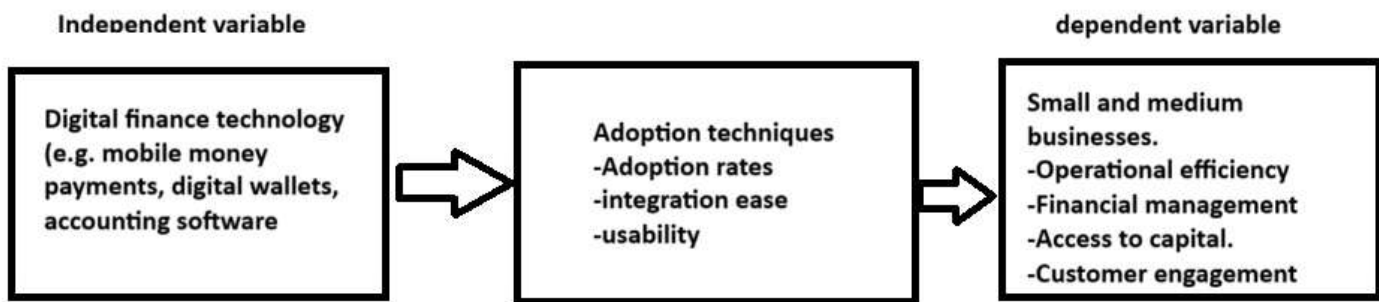 Independent variable
dependent variable
Digital finance technology
(e.g. mobile money
payments, digital wallets,
accounting software
Adoption techniques
-Adoption rates
-integration ease
-usability
Small and medium
businesses.
-Operational efficiency
-Financial management
-Access to capital.
-Customer engagement